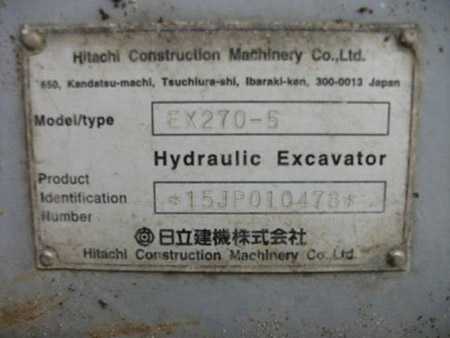 Hitachi Construction Machinery Co.,Ltd.
650, Kandatsu-machi, Tsuchiura-shi, Ibaraki-ken, 300-0013 Japan
Model/type EX270-5
Hydraulic Excavator
Product
Identification *15JP010478*
Number
日立建機株式会社
Hitachi Construction Machinery Co.,Ltd.